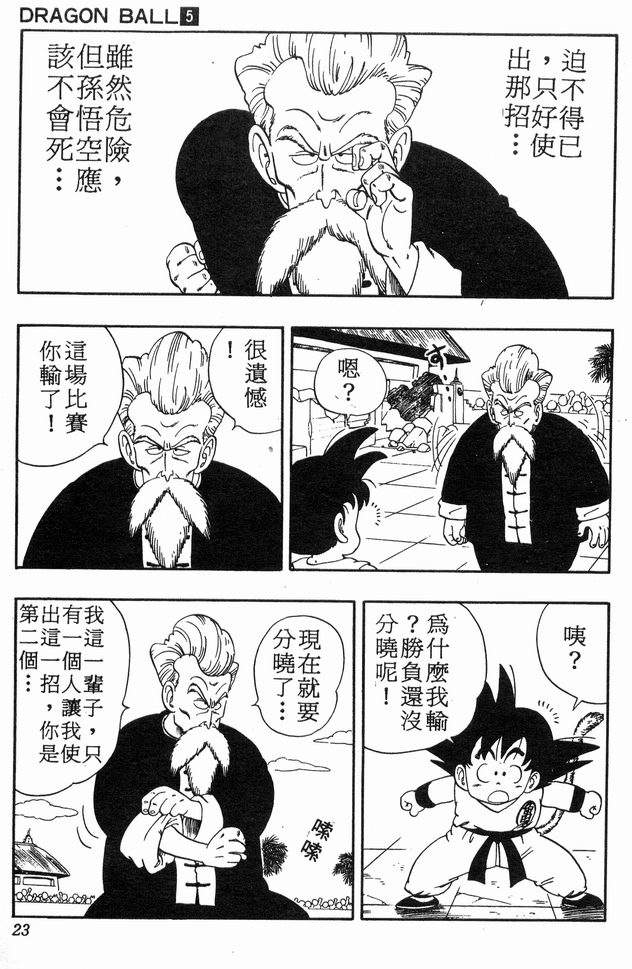 DRAGON BALL 5
迫不得已
，只好使
出那招…
雖然危險，
但孫悟空應
該不會死…
嗯？
す
很遺憾
！
這場比賽
你輸了！
咦？
為什麼我輸
？勝負還沒
分曉呢！
現在就要
分曉了…
嗦嗦
我這一輩子，只
有一個人讓我使
出這一招，你是
第二個…
23